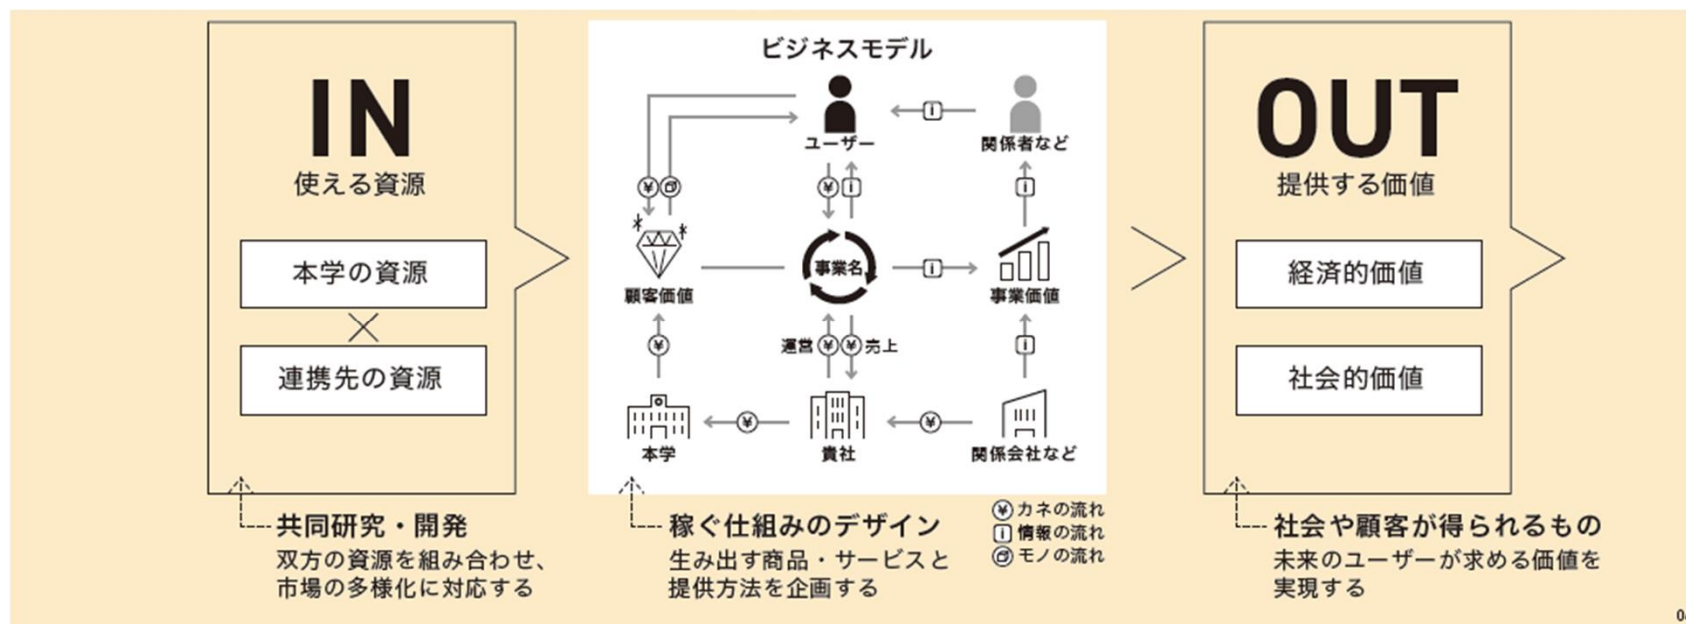 IN
使える資源
本学の資源
連携先の資源
共同研究・開発
双方の資源を組み合わせ、
市場の多様化に対応する
ビジネスモデル
ユーザー
関係者など
i
¥
¥
i
i
顧客価値
事業名
i
事業価値
¥
運営 ¥ ¥ 売上
i
本学
¥
貴社
¥
関係会社など
稼ぐ仕組みのデザイン
生み出す商品・サービスと
提供方法を企画する
¥ カネの流れ
i 情報の流れ
モノの流れ
OUT
提供する価値
経済的価値
社会的価値
社会や顧客が得られるもの
未来のユーザーが求める価値を
実現する